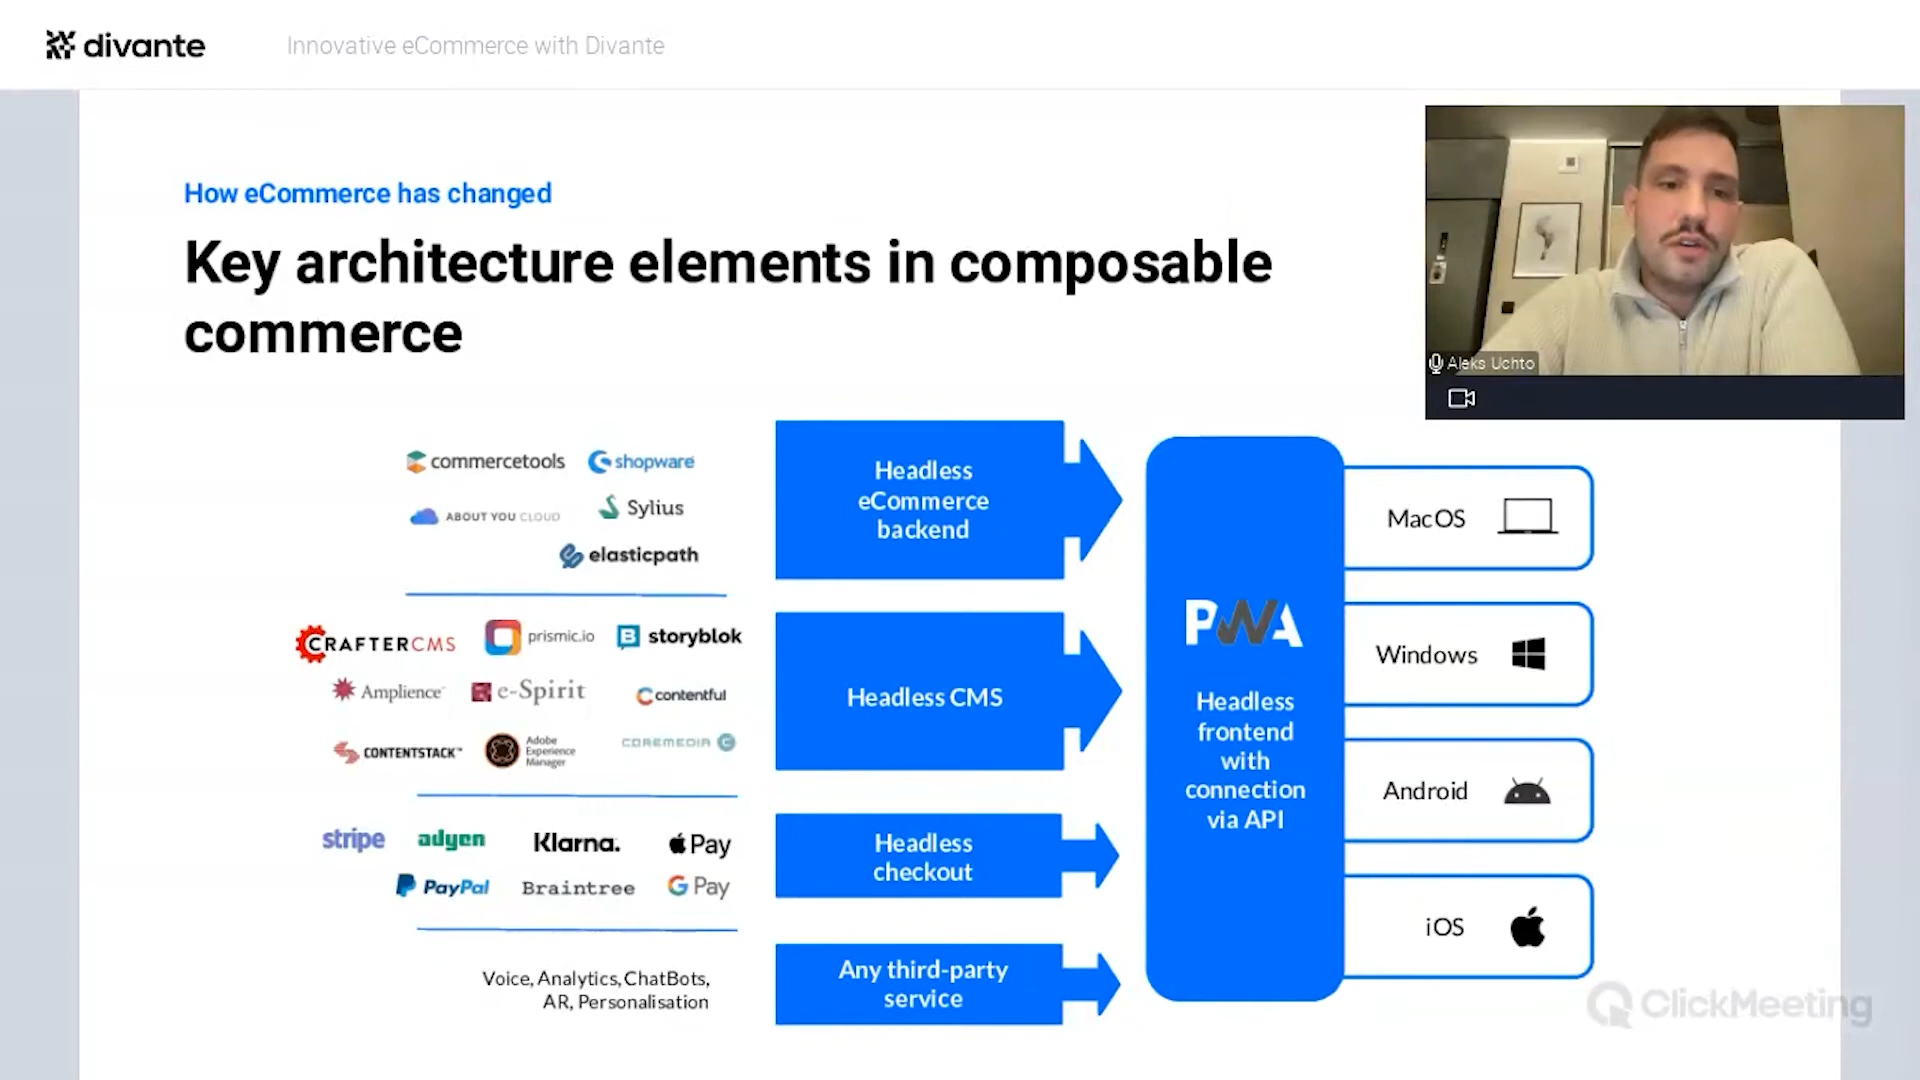 divante
Innovative eCommerce with Divante
How eCommerce has changed
Key architecture elements in composable
commerce
Aleks Uchto
commercetools
shopware
ABOUT YOU CLOUD
Sylius
elasticpath
Headless
eCommerce
backend
CRAFTERCMS
prismic.io
storyblok
Amplience
e-Spirit
contentful
CONTENTSTACK™
Adobe
Experience
Manager
COREMEDIA
Headless CMS
stripe
adyen
Klarna.
Pay
PayPal
Braintree
G Pay
Headless
checkout
Voice, Analytics, ChatBots,
AR, Personalisation
Any third-party
service
PWA
Headless
frontend
with
connection
via API
MacOS
Windows
Android
iOS
ClickMeeting